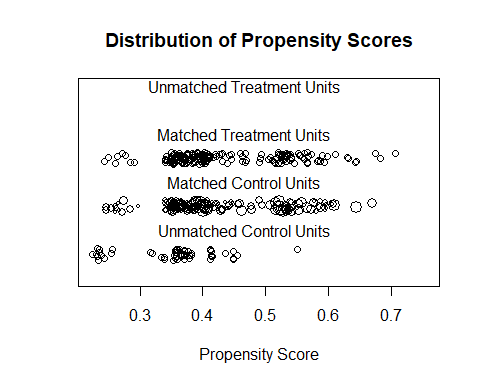 Distribution of Propensity Scores
Unmatched Treatment Units
Matched Treatment Units
Matched Control Units
Unmatched Control Units
0.3 0.4 0.5 0.6 0.7
Propensity Score